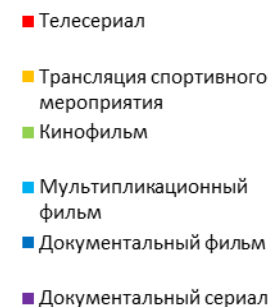 Телесериал
Трансляция спортивного
мероприятия
Кинофильм
Мультипликационный
фильм
Документальный фильм
Документальный сериал